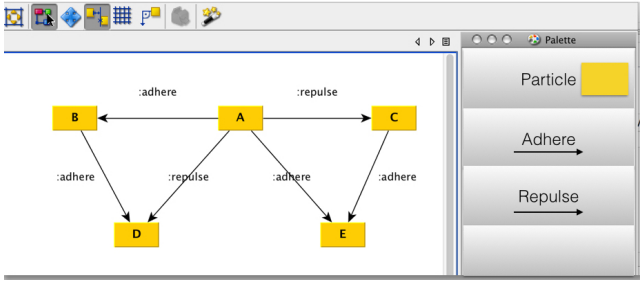 Palette
:adhere
:repulse
B
A
C
:adhere
:repulse
:adhere
:adhere
D
E
Particle
Adhere
Repulse